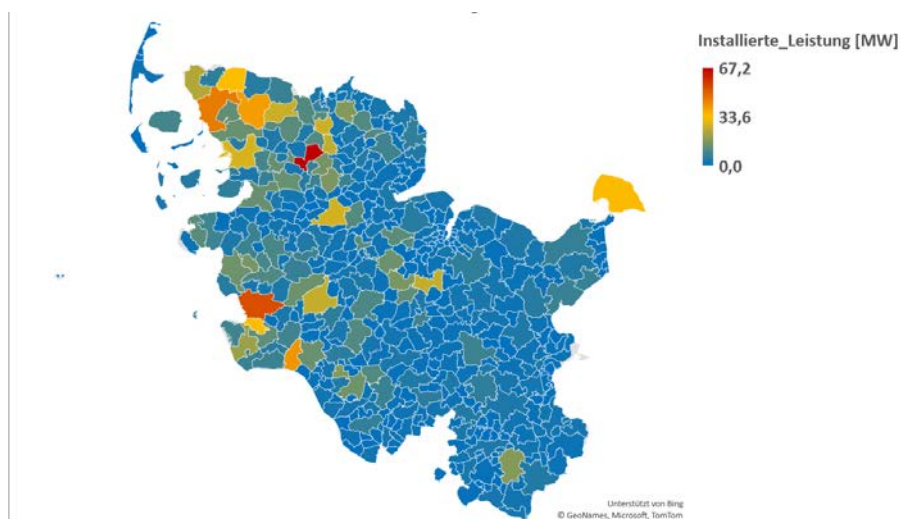 Installierte_Leistung [MW]
67,2
33,6
0,0
Unterstützt von Bing
© GeoNames, Microsoft, TomTom